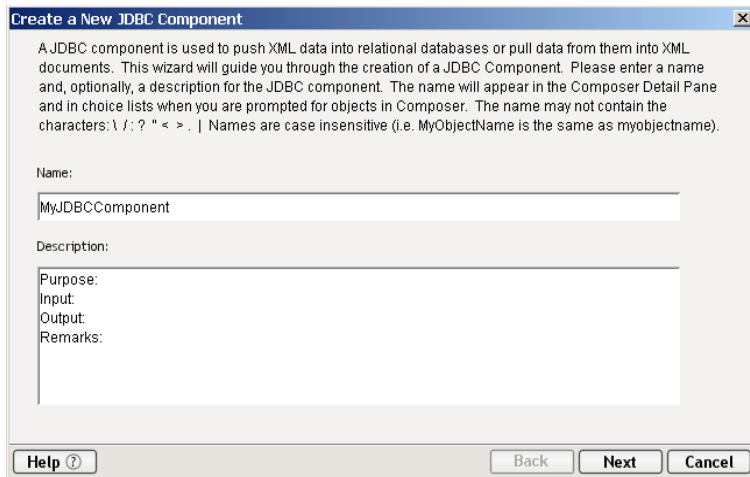 Create a New JDBC Component
A JDBC component is used to push XML data into relational databases or pull data from them into XML
documents. This wizard will guide you through the creation of a JDBC Component. Please enter a name
and, optionally, a description for the JDBC component. The name will appear in the Composer Detail Pane
and in choice lists when you are prompted for objects in Composer. The name may not contain the
characters: \ / : ? " < > . | Names are case insensitive (i.e. MyObjectName is the same as myobjectname).
Name:
MyJDBCComponent
Description:
Purpose:
Input:
Output:
Remarks:
Help ? Back Next Cancel